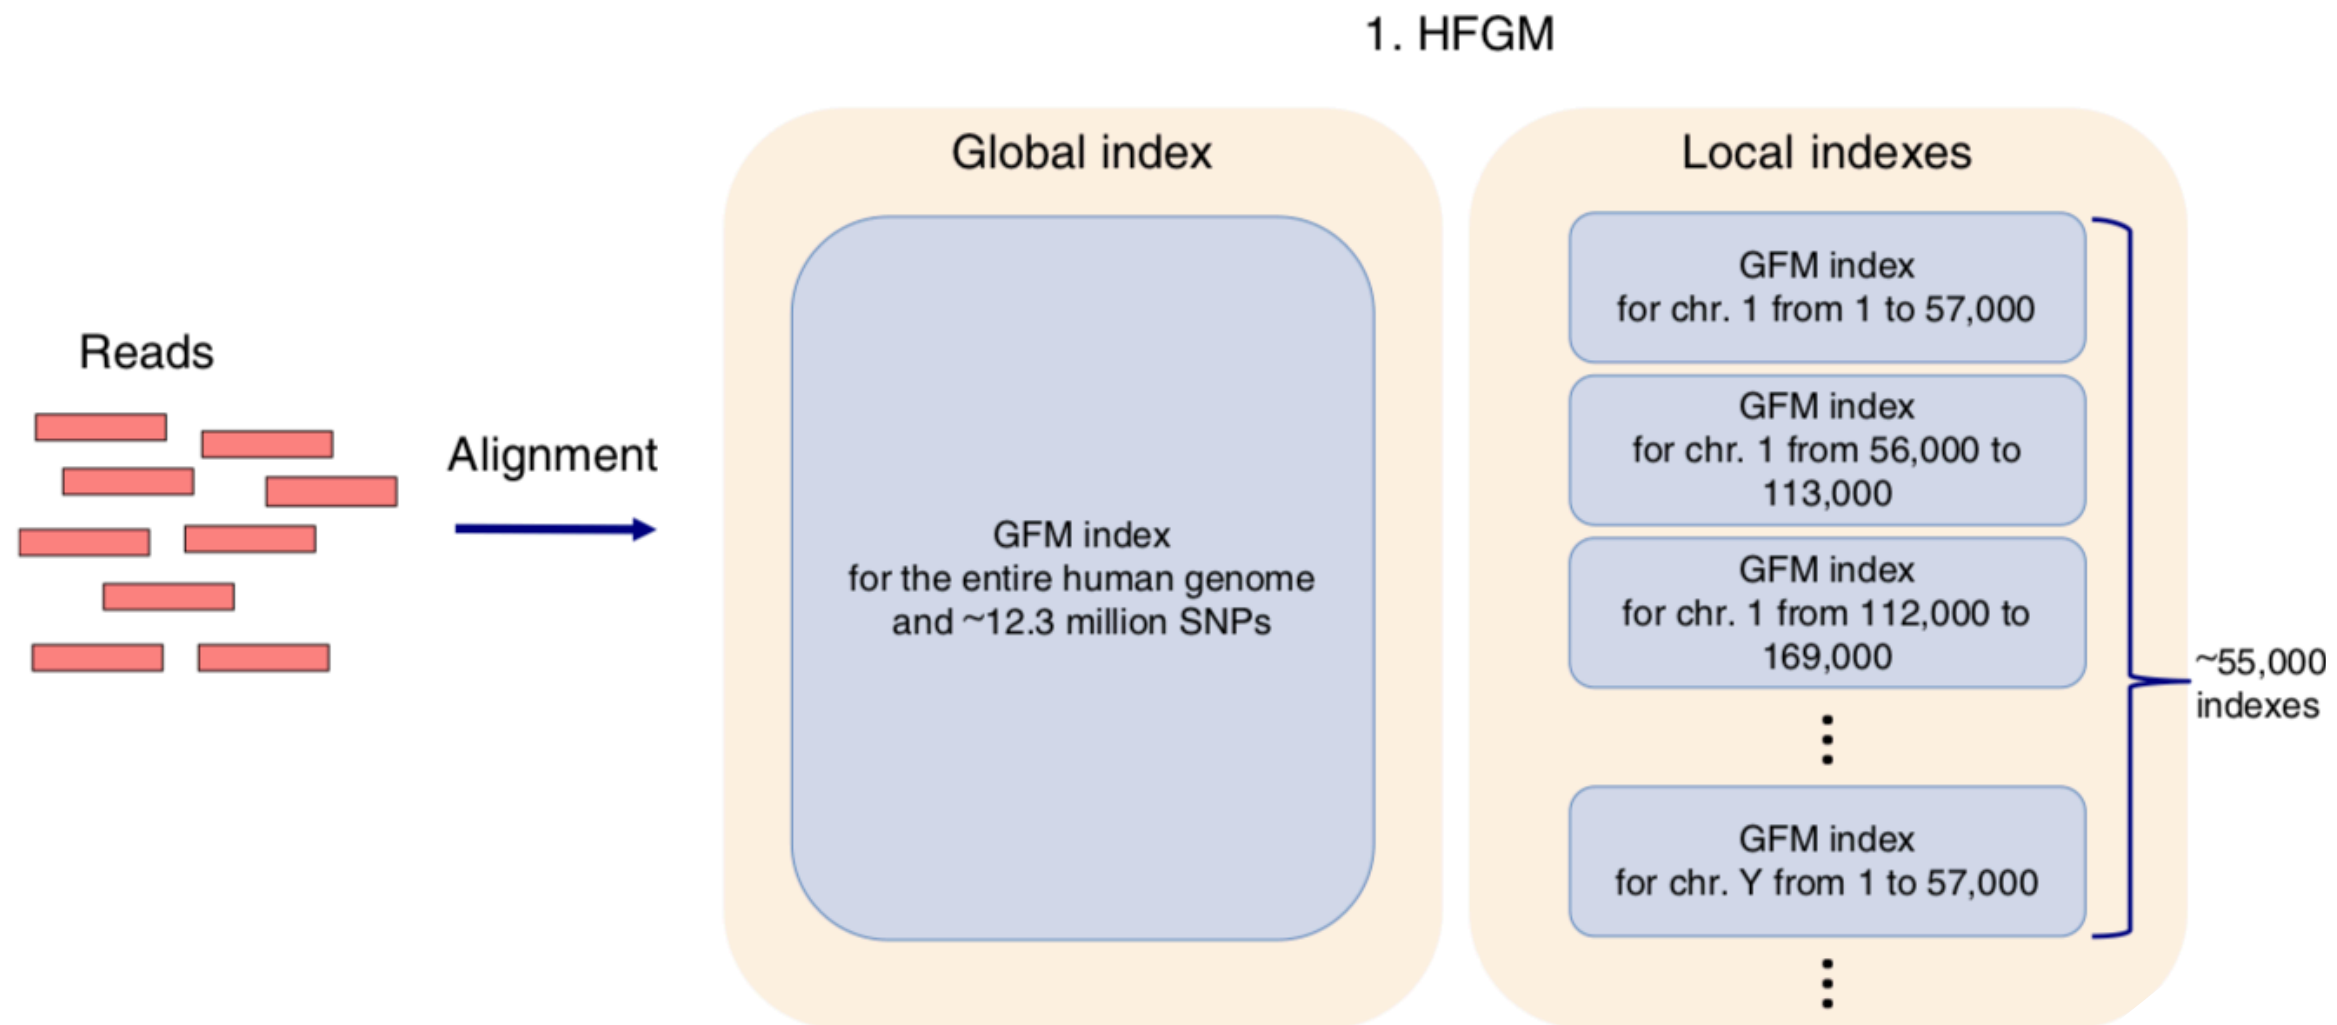 1. HFGM
Reads
Alignment
Global index
GFM index
for the entire human genome
and ~12.3 million SNPs
Local indexes
GFM index
for chr. 1 from 1 to 57,000
GFM index
for chr. 1 from 56,000 to
113,000
GFM index
for chr. 1 from 112,000 to
169,000
GFM index
for chr. Y from 1 to 57,000
~55,000
indexes